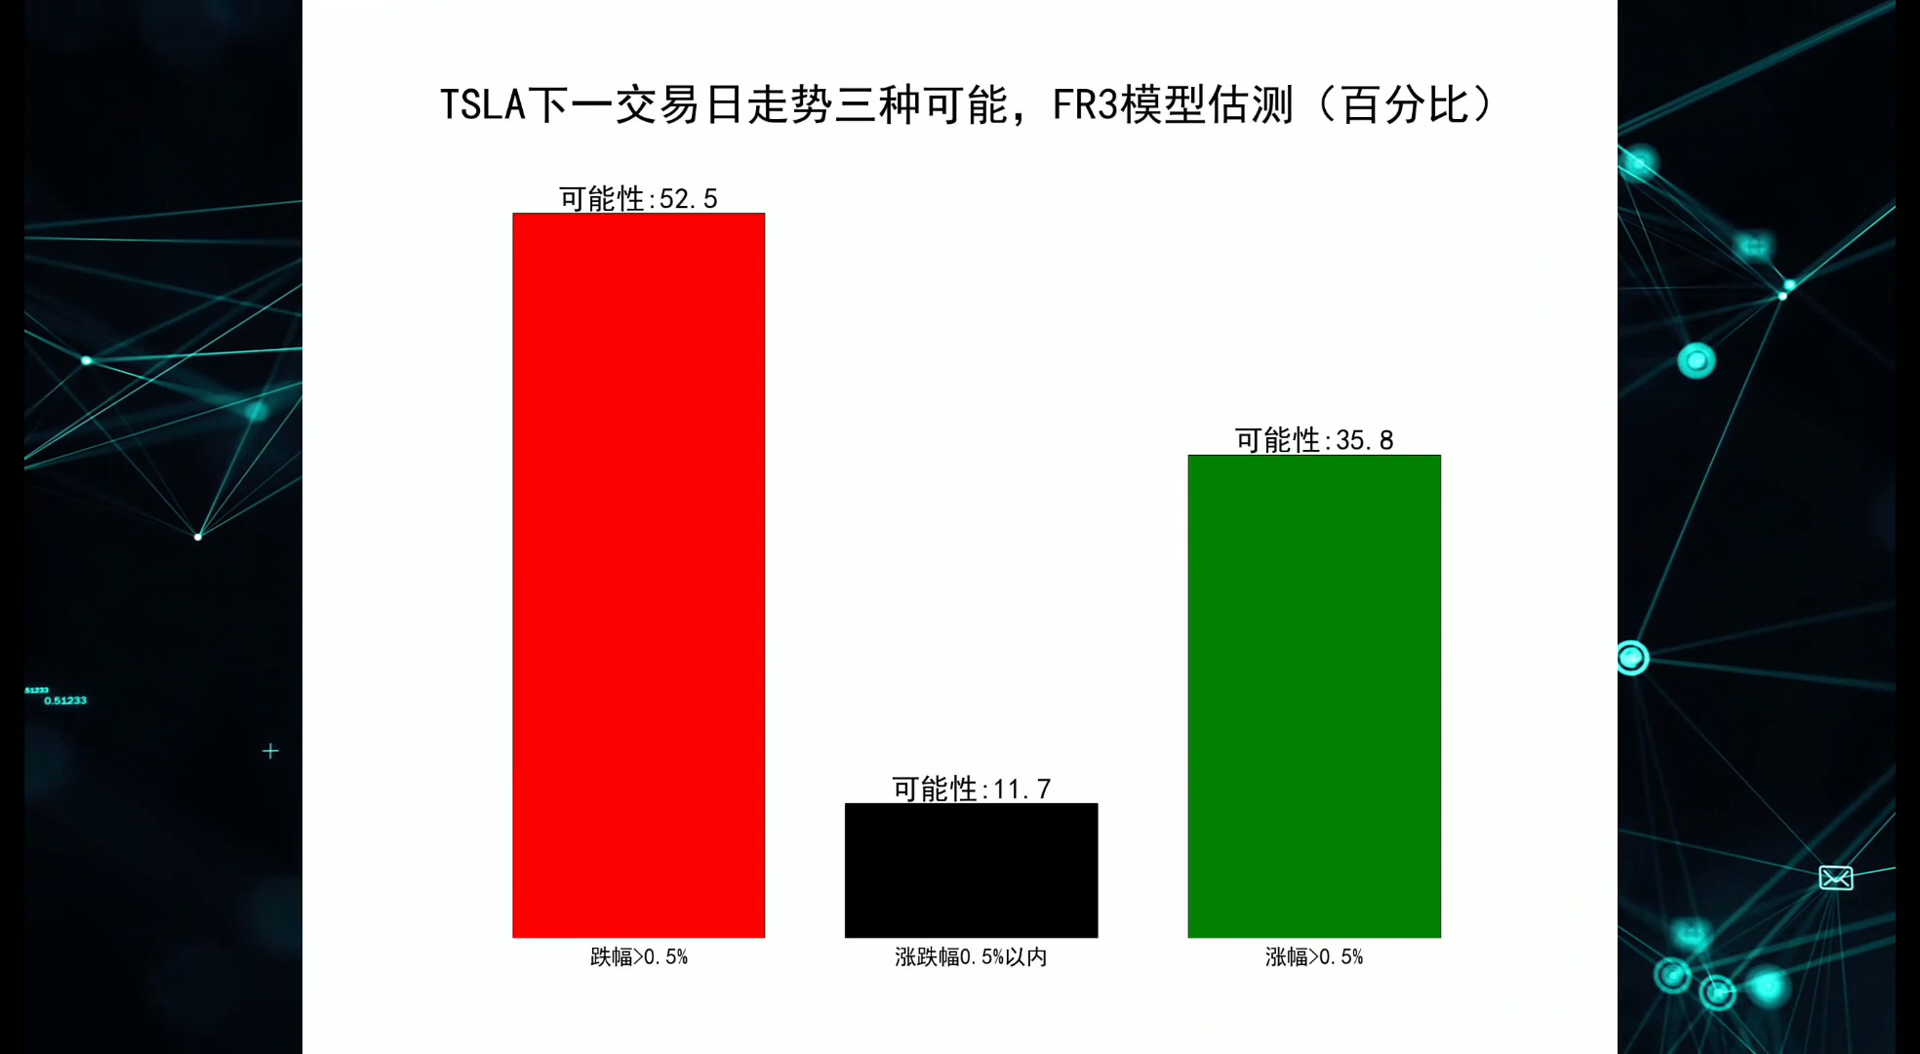 TSLA下一交易日走势三种可能，FR3模型估测（百分比）
可能性:52.5
可能性:35.8
可能性:11.7
跌幅>0.5%
涨跌幅0.5%以内
涨幅>0.5%
51233
0.51233